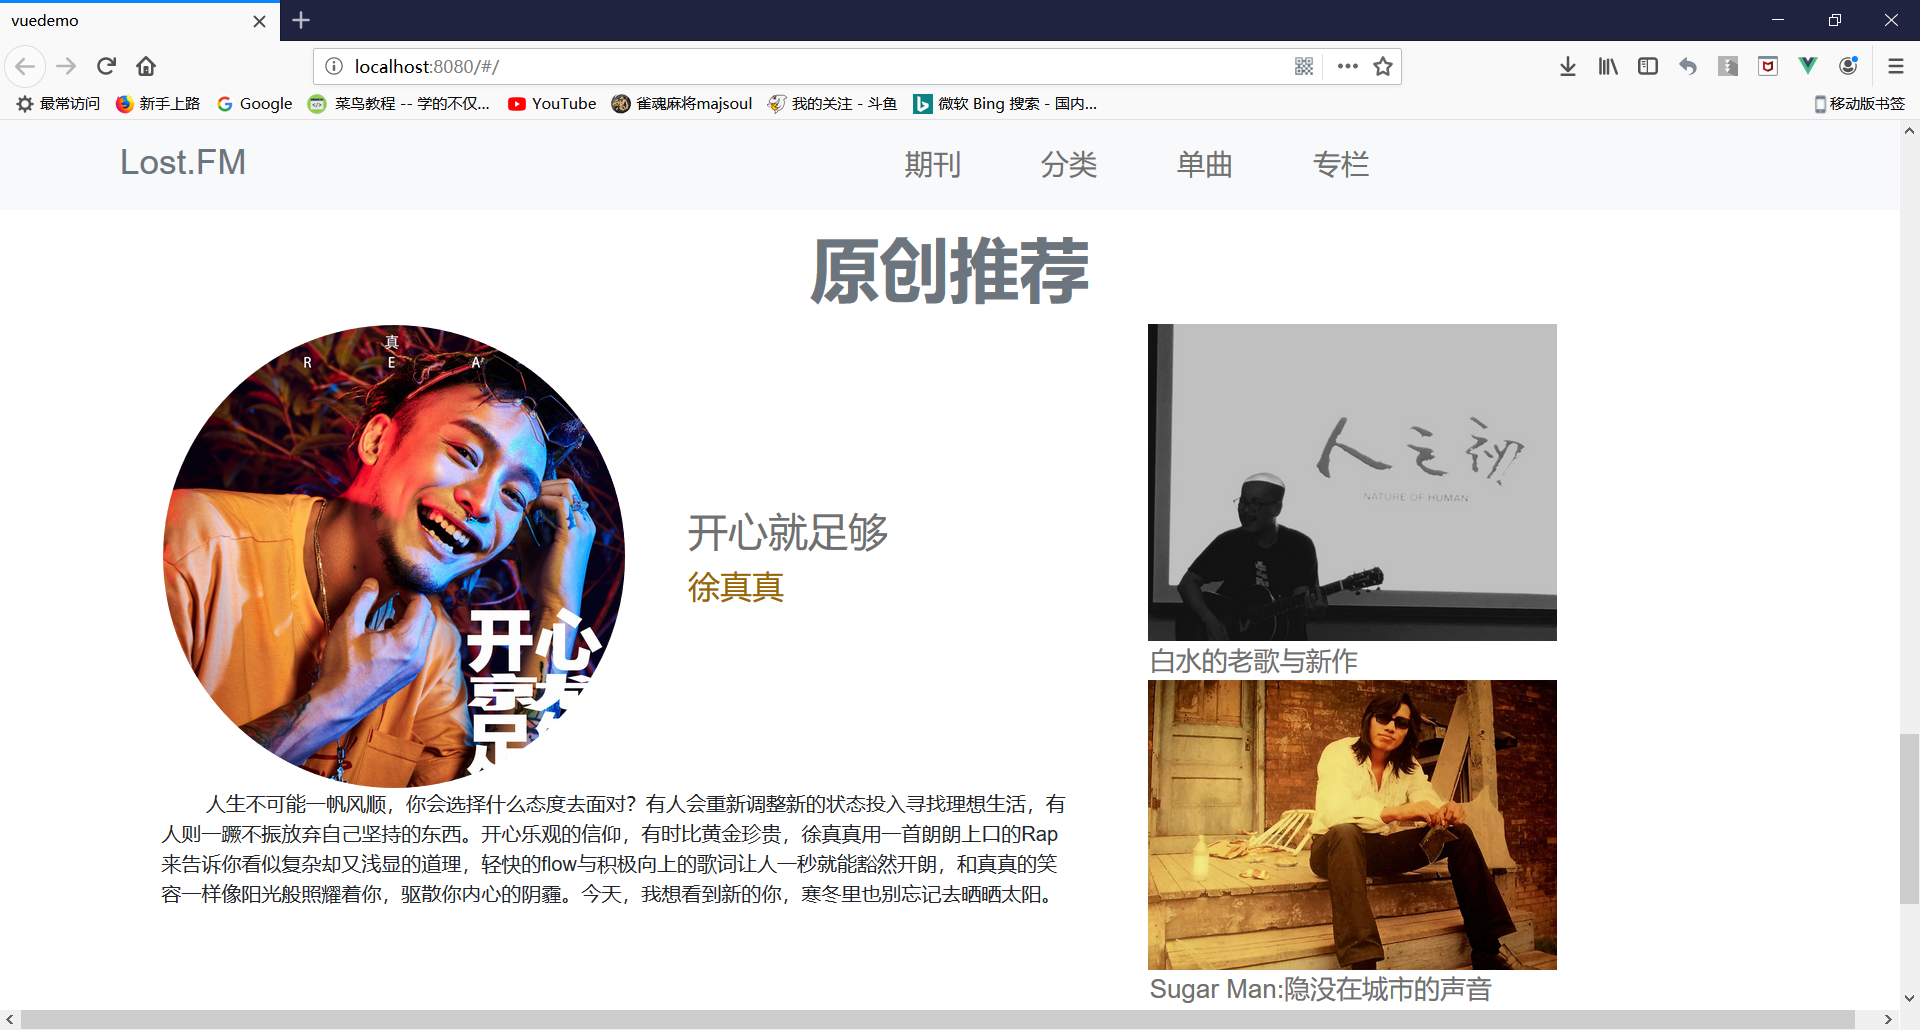 vuedemo
localhost:8080/#/
最常访问
新手上路
Google
菜鸟教程 -- 学的不仅...
YouTube
雀魂麻将majsoul
我的关注 - 斗鱼
微软 Bing 搜索 - 国内...
移动版书签
Lost.FM
期刊
分类
单曲
专栏
原创推荐
真
R E A
开心
足
开心就足够
徐真真
人生不可能一帆风顺，你会选择什么态度去面对？有人会重新调整新的状态投入寻找理想生活，有
人则一蹶不振放弃自己坚持的东西。开心乐观的信仰，有时比黄金珍贵，徐真真用一首朗朗上口的Rap
来告诉你看似复杂却又浅显的道理，轻快的flow与积极向上的歌词让人一秒就能豁然开朗，和真真的笑
容一样像阳光般照耀着你，驱散你内心的阴霾。今天，我想看到新的你，寒冬里也别忘记去晒晒太阳。
人之初
NATURE OF HUMAN
白水的老歌与新作
Sugar Man:隐没在城市的声音